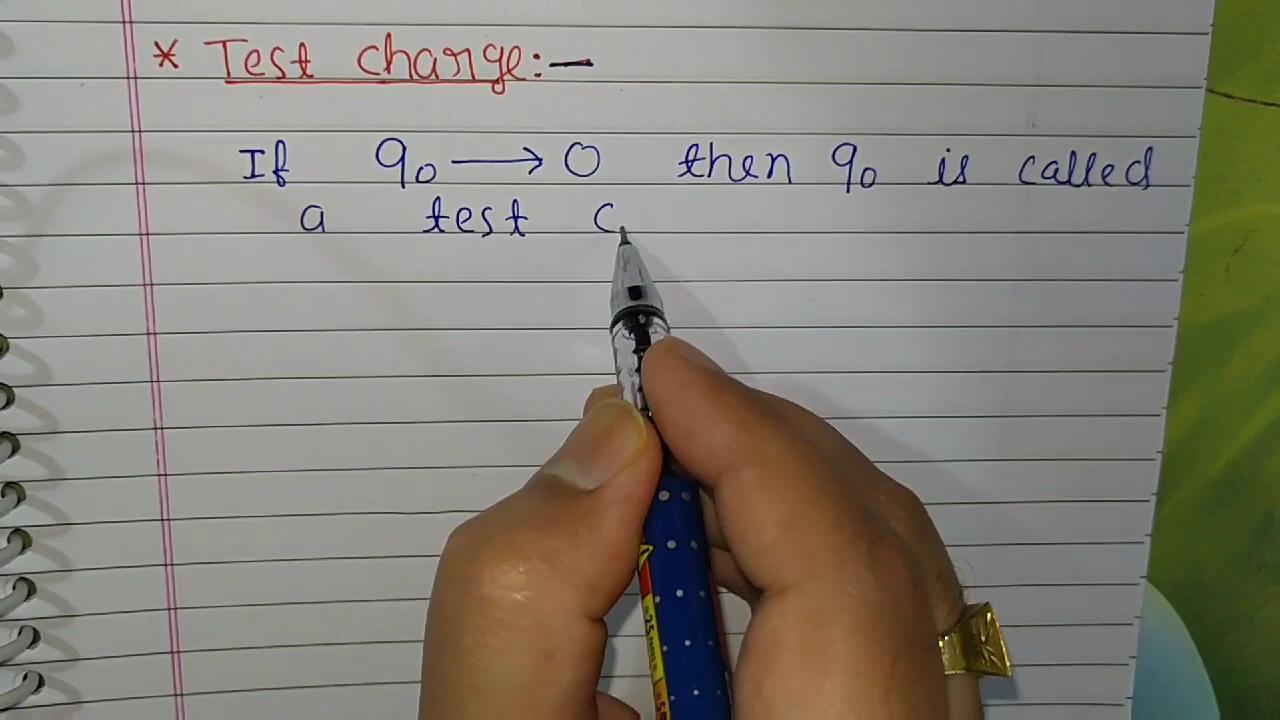 * Test charge:-
If q₀ → 0 then q₀ is called
a test c